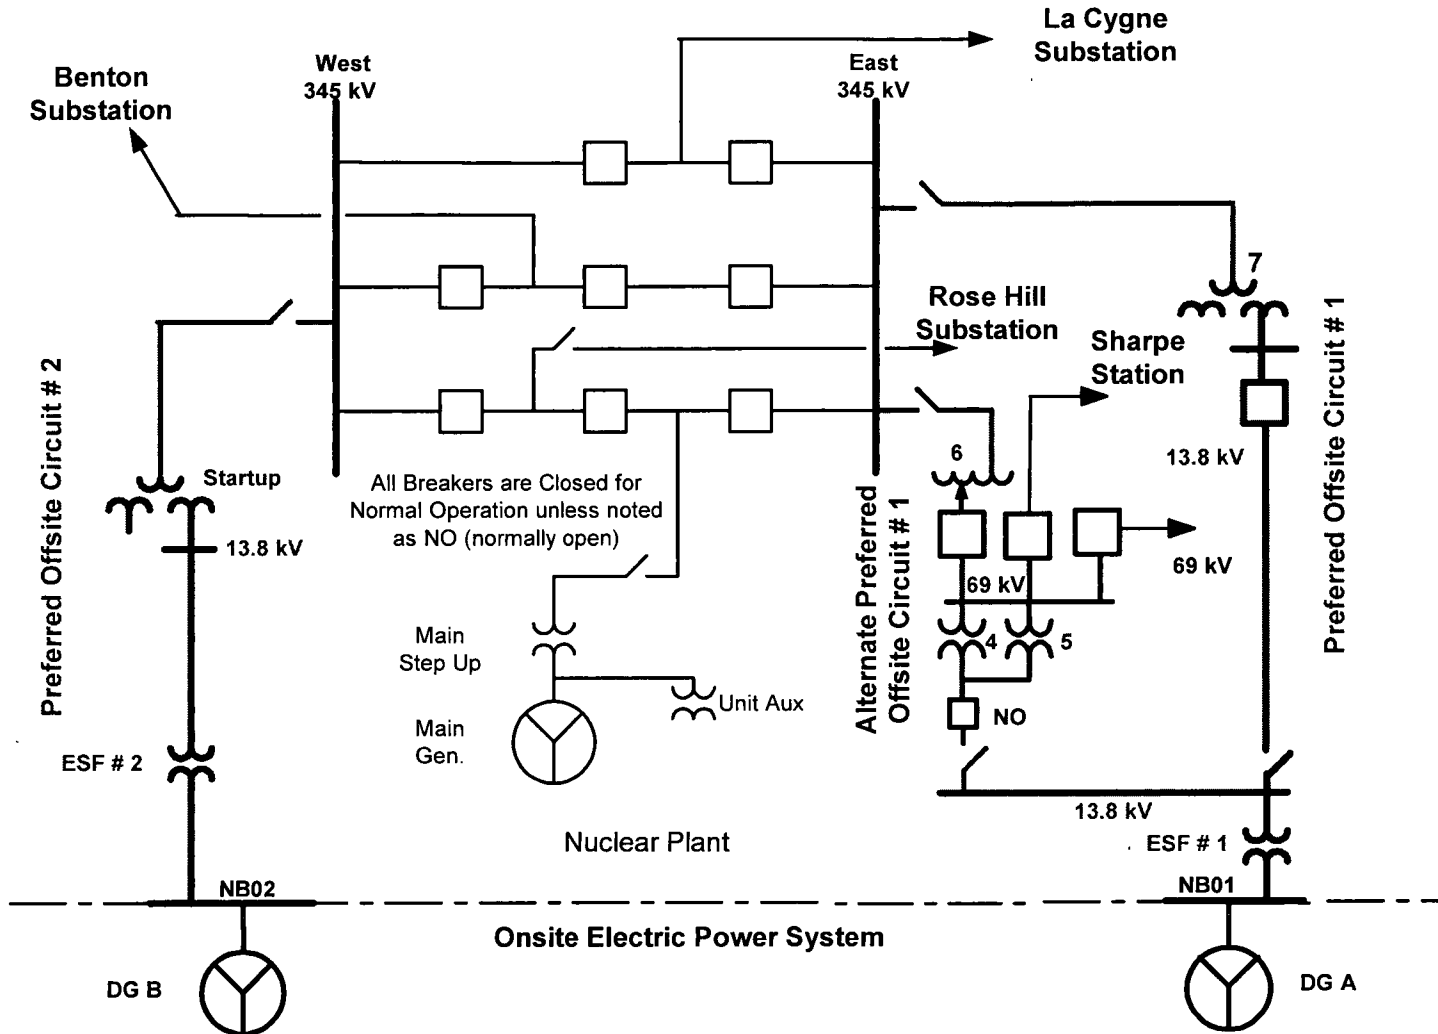 La Cygne
Substation
West
345 kV
East
345 kV
Benton
Substation
7
Rose Hill
Substation
Sharpe
Station
Preferred Offsite Circuit # 2
Preferred Offsite Circuit # 1
Startup
13.8 kV
All Breakers are Closed for
Normal Operation unless noted
as NO (normally open)
6
13.8 kV
Alternate Preferred
Offsite Circuit # 1
69 kV
69 kV
Main
Step Up
4
5
Unit Aux
NO
Main
Gen.
ESF # 2
13.8 kV
Nuclear Plant
ESF # 1
NB02
NB01
Onsite Electric Power System
DG B
DG A